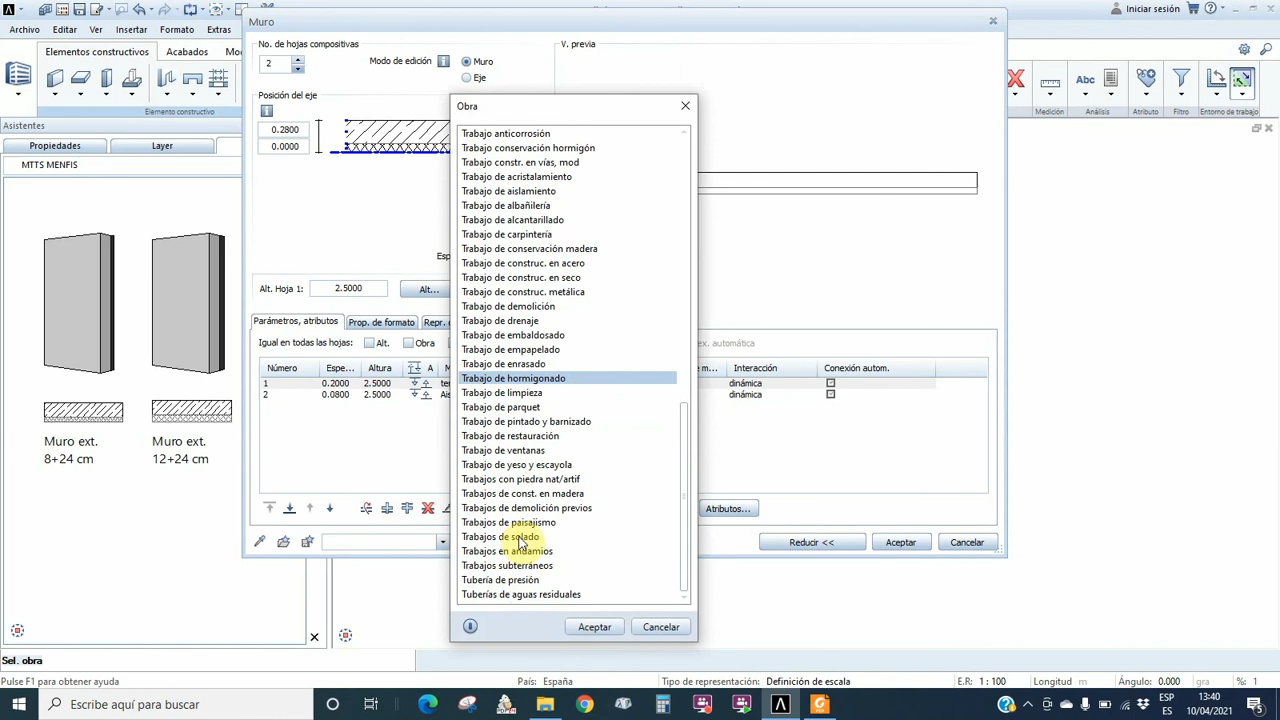 Iniciar sesión
Archivo Editar Ver Insertar Formato Extras
Elementos constructivos Acabados
Elemento constructivo
Medición Análisis Atributo Filtro Entorno de trabajo
Abc
Asistentes
Propiedades Layer
MTTS MENFIS
Muro ext.
8+24 cm
Muro ext.
12+24 cm
Muro
No. de hojas compositivas
2
Modo de edición
Muro
Eje
V. previa
Posición del eje
0.2800
0.0000
Alt. Hoja 1: 2.5000 Alt...
Parámetros, atributos Prop. de formato
Igual en todas las hojas: Alt. Obra
Número Espe... Altura A Interacción Conexión autom.
1 0.2000 2.5000 dinámica
2 0.0800 2.5000 dinámica
Atributos...
Reducir << Aceptar Cancelar
Obra
Trabajo anticorrosión
Trabajo conservación hormigón
Trabajo constr. en vías, mod
Trabajo de acristalamiento
Trabajo de aislamiento
Trabajo de albañilería
Trabajo de alcantarillado
Trabajo de carpintería
Trabajo de conservación madera
Trabajo de construc. en acero
Trabajo de construc. en seco
Trabajo de construc. metálica
Trabajo de demolición
Trabajo de drenaje
Trabajo de embaldosado
Trabajo de empapelado
Trabajo de enrasado
Trabajo de hormigonado
Trabajo de limpieza
Trabajo de parquet
Trabajo de pintado y barnizado
Trabajo de restauración
Trabajo de ventanas
Trabajo de yeso y escayola
Trabajos con piedra nat/artif
Trabajos de const. en madera
Trabajos de demolición previos
Trabajos de paisajismo
Trabajos de solado
Trabajos en andamios
Trabajos subterráneos
Tubería de presión
Tuberías de aguas residuales
Aceptar Cancelar
Sel. obra
Pulse F1 para obtener ayuda País: España Tipo de representación: Definición de escala E.R: 1 : 100 Longitud m Ángulo: 0.000 gra %: 1
Escribe aquí para buscar
ESP
ES
13:40
10/04/2021